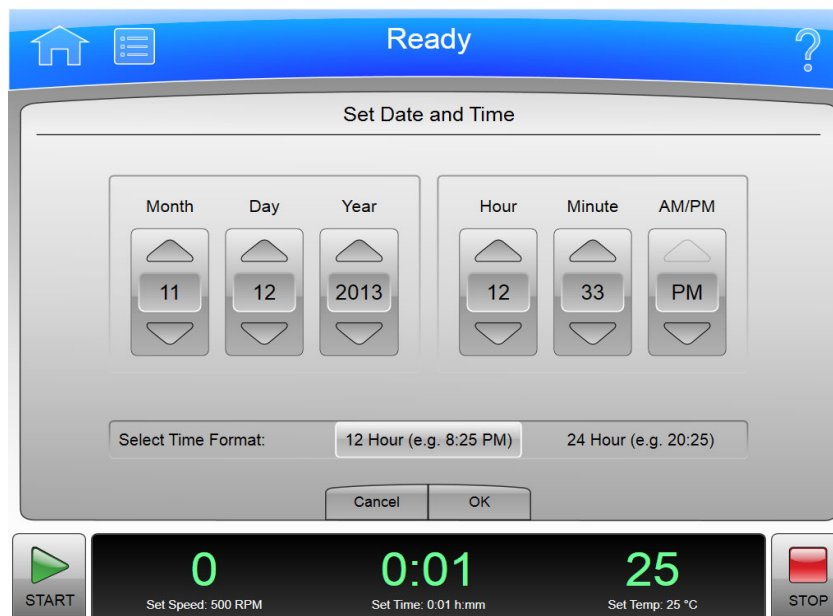 Ready
Set Date and Time
Month Day Year Hour Minute AM/PM
11 12 2013 12 33 PM
Select Time Format: 12 Hour (e.g. 8:25 PM) 24 Hour (e.g. 20:25)
Cancel OK
0 0:01 25
START Set Speed: 500 RPM Set Time: 0:01 h:mm Set Temp: 25 °C STOP